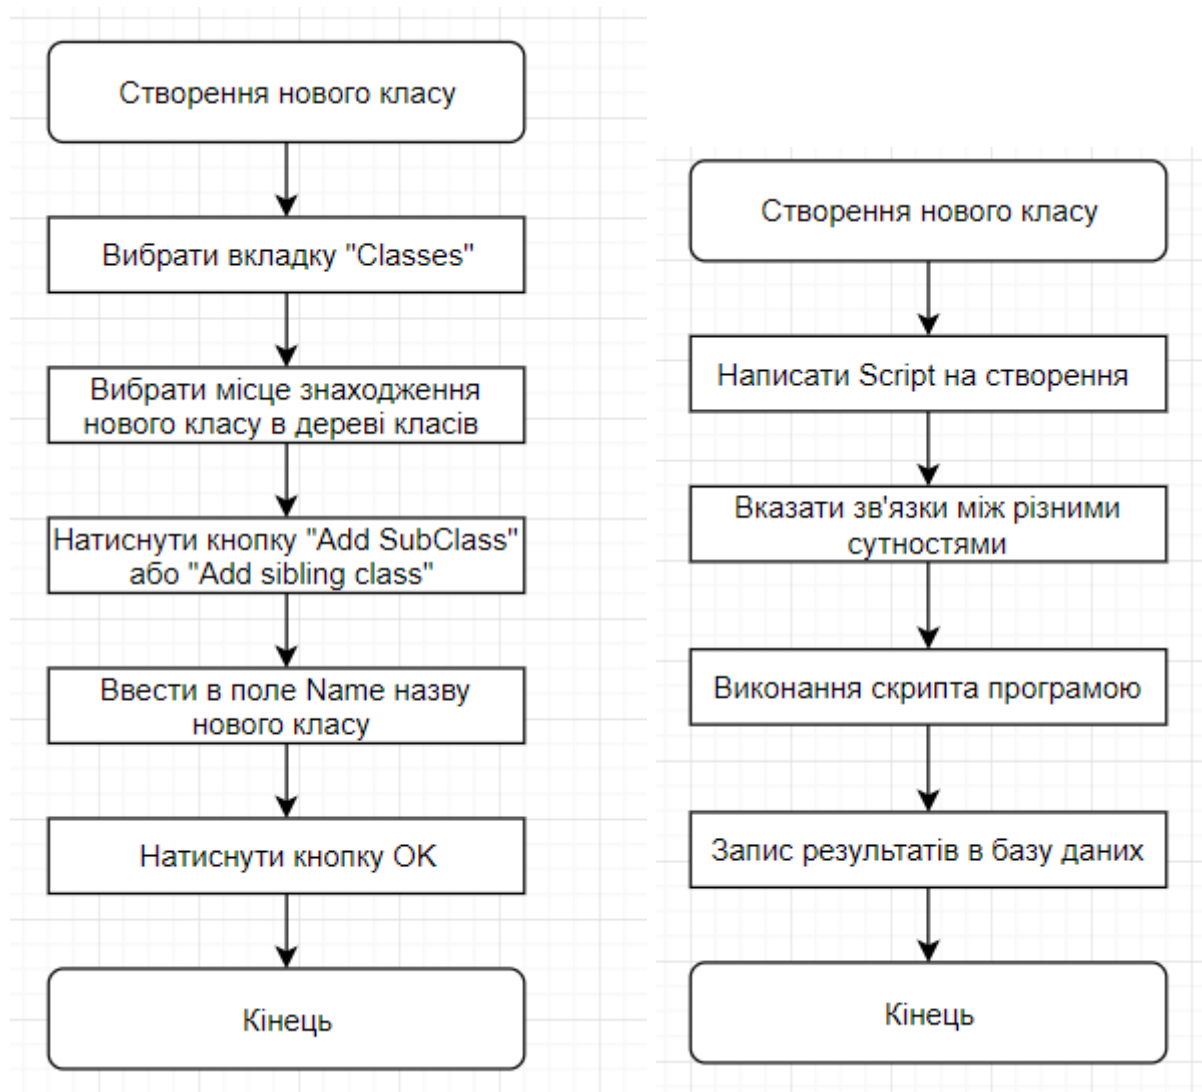 Створення нового класу
Вибрати вкладку "Classes"
Вибрати місце знаходження
нового класу в дереві класів
Натиснути кнопку "Add SubClass"
або "Add sibling class"
Ввести в поле Name назву
нового класу
Натиснути кнопку OK
Кінець
Створення нового класу
Написати Script на створення
Вказати зв'язки між різними
сутностями
Виконання скрипта програмою
Запис результатів в базу даних
Кінець